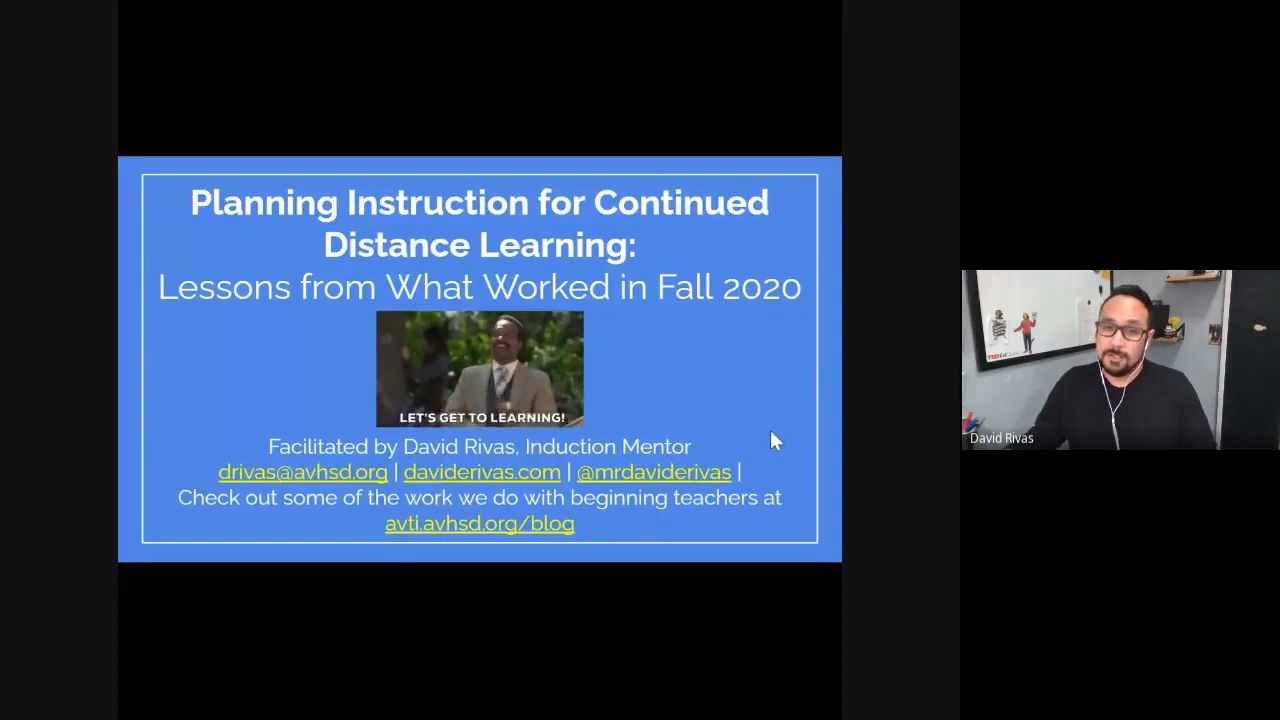 Planning Instruction for Continued
Distance Learning:
Lessons from What Worked in Fall 2020
LET'S GET TO LEARNING!
Facilitated by David Rivas, Induction Mentor
drivas@avhsd.org | daviderivas.com | @mrdaviderivas |
Check out some of the work we do with beginning teachers at
avti.avhsd.org/blog
David Rivas